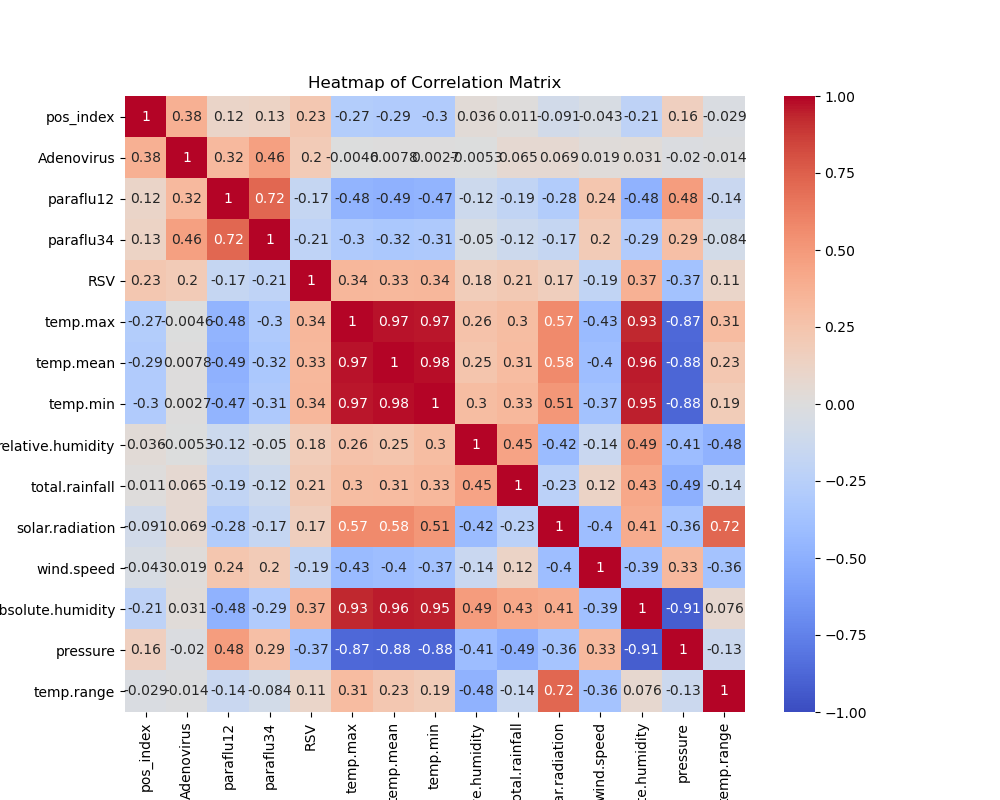 Heatmap of Correlation Matrix
pos_index 1 0.38 0.12 0.13 0.23 -0.27 -0.29 -0.3 0.036 0.011 -0.091 -0.043 -0.21 0.16 -0.029
Adenovirus 0.38 1 0.32 0.46 0.2 -0.0046 0.0078 0.0027 -0.0053 0.065 0.069 0.019 0.031 -0.02 -0.014
paraflu12 0.12 0.32 1 0.72 -0.17 -0.48 -0.49 -0.47 -0.12 -0.19 -0.28 0.24 -0.48 0.48 -0.14
paraflu34 0.13 0.46 0.72 1 -0.21 -0.3 -0.32 -0.31 -0.05 -0.12 -0.17 0.2 -0.29 0.29 -0.084
RSV 0.23 0.2 -0.17 -0.21 1 0.34 0.33 0.34 0.18 0.21 0.17 -0.19 0.37 -0.37 0.11
temp.max -0.27 -0.0046 -0.48 -0.3 0.34 1 0.97 0.97 0.26 0.3 0.57 -0.43 0.93 -0.87 0.31
temp.mean -0.29 0.0078 -0.49 -0.32 0.33 0.97 1 0.98 0.25 0.31 0.58 -0.4 0.96 -0.88 0.23
temp.min -0.3 0.0027 -0.47 -0.31 0.34 0.97 0.98 1 0.3 0.33 0.51 -0.37 0.95 -0.88 0.19
relative.humidity 0.036 -0.0053 -0.12 -0.05 0.18 0.26 0.25 0.3 1 0.45 -0.42 -0.14 0.49 -0.41 -0.48
total.rainfall 0.011 0.065 -0.19 -0.12 0.21 0.3 0.31 0.33 0.45 1 -0.23 0.12 0.43 -0.49 -0.14
solar.radiation -0.091 0.069 -0.28 -0.17 0.17 0.57 0.58 0.51 -0.42 -0.23 1 -0.4 0.41 -0.36 0.72
wind.speed -0.043 0.019 0.24 0.2 -0.19 -0.43 -0.4 -0.37 -0.14 0.12 -0.4 1 -0.39 0.33 -0.36
bsolute.humidity -0.21 0.031 -0.48 -0.29 0.37 0.93 0.96 0.95 0.49 0.43 0.41 -0.39 1 -0.91 0.076
pressure 0.16 -0.02 0.48 0.29 -0.37 -0.87 -0.88 -0.88 -0.41 -0.49 -0.36 0.33 -0.91 1 -0.13
temp.range -0.029 -0.014 -0.14 -0.084 0.11 0.31 0.23 0.19 -0.48 -0.14 0.72 -0.36 0.076 -0.13 1
pos_index
Adenovirus
paraflu12
paraflu34
RSV
temp.max
temp.mean
temp.min
e.humidity
otal.rainfall
ar.radiation
wind.speed
te.humidity
pressure
temp.range
1.00
0.75
0.50
0.25
0.00
−0.25
−0.50
−0.75
−1.00